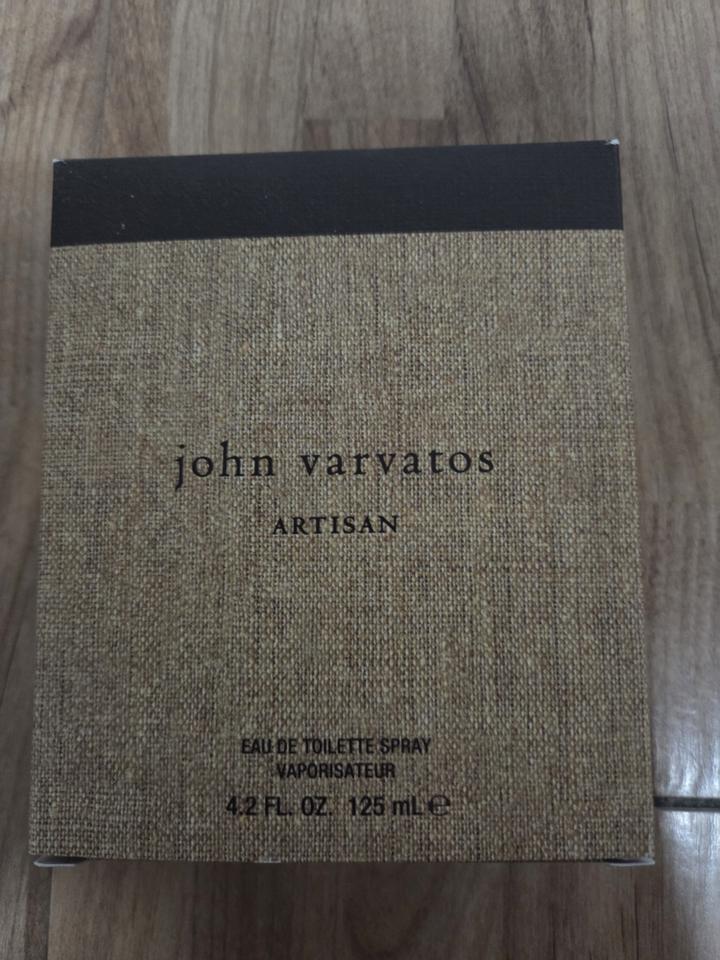 john varvatos
ARTISAN
EAU DE TOILETTE SPRAY
VAPORISATEUR
4.2 FL. OZ. 125 mL ℮